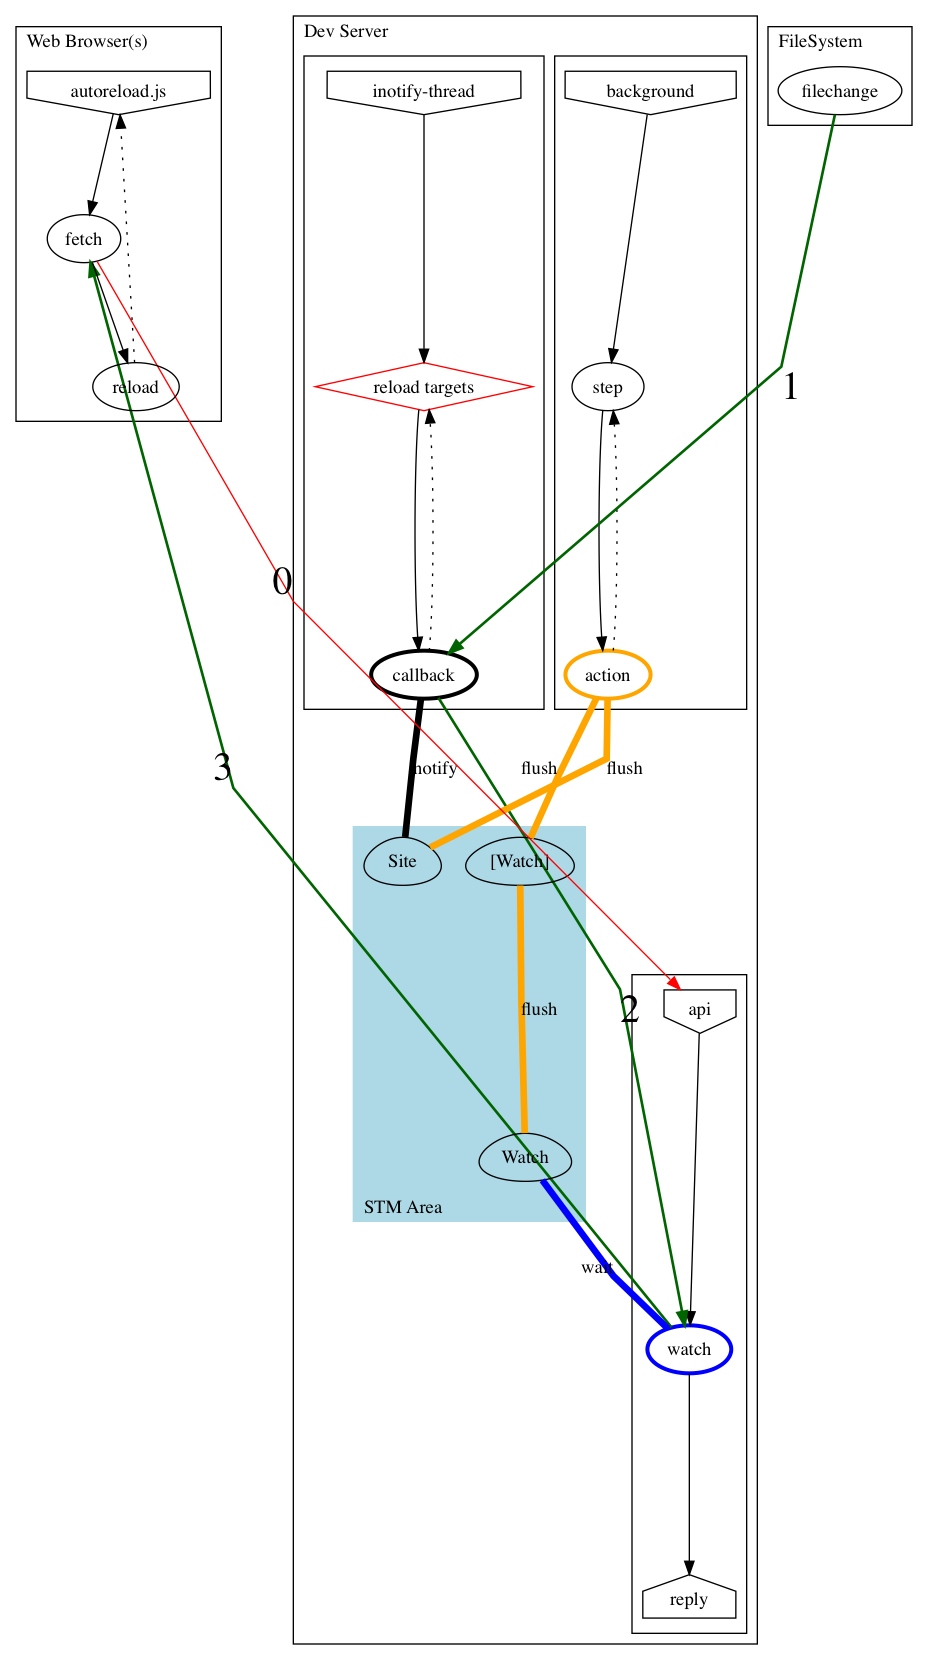 Web Browser(s)
autoreload.js
fetch
reload
Dev Server
inotify-thread
reload targets
callback
background
step
action
FileSystem
filechange
1
0
3
notify
flush
flush
Site
[Watch]
flush
2
api
Watch
STM Area
wait
watch
reply